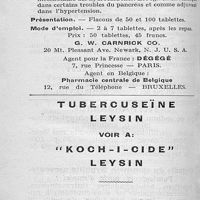 dans certains troubles du pancréas et comme adjuvant
dans l'hypertension.
Présentation. — Flacons de 50 et 100 tablettes.
Mode d'emploi. — 2 à 7 tablettes, après les repas.
Prix : 50 tablettes, 45 francs.
G. W. CARNRICK CO.
20 Mt. Pleasant Ave. Newark, N. J. U. S. A.
Agent pour la France : DÉGÉGÉ
7, rue Princesse — PARIS.
Agent en Belgique :
Pharmacie centrale de Belgique
12, rue du Téléphone — BRUXELLES
TUBERCUSEÏNE
LEYSIN
VOIR A:
"KOCH-I-CIDE"
LEYSIN